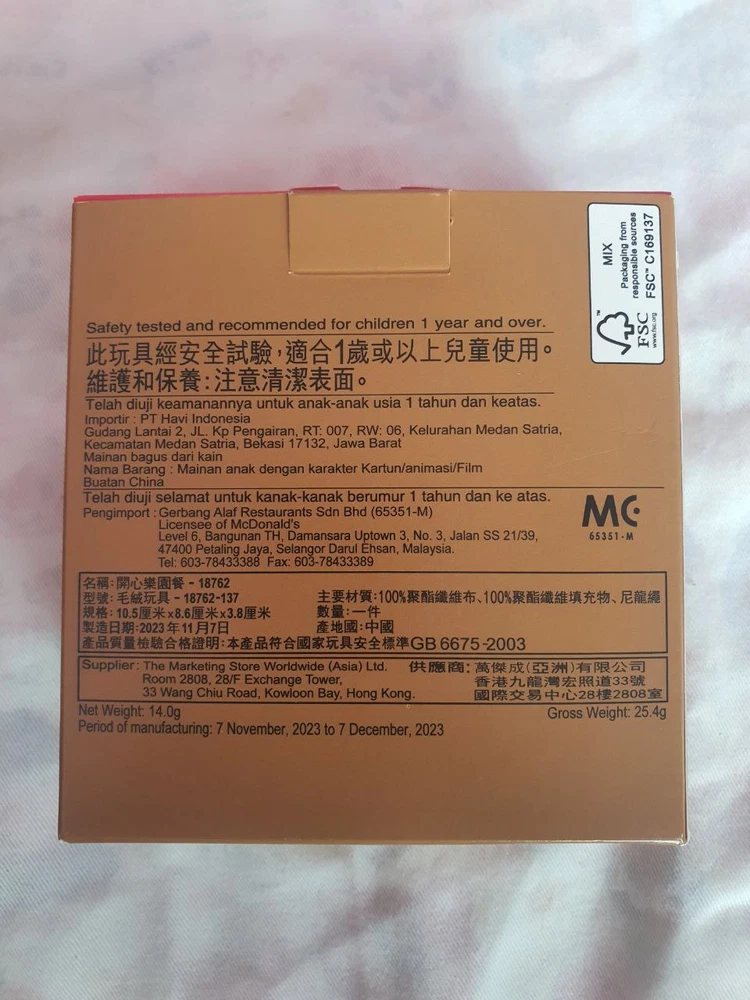 MIX
Packaging from
responsible sources
FSC™ C169137
™
FSC
www.fsc.org
Safety tested and recommended for children 1 year and over.
此玩具經安全試驗，適合1歲或以上兒童使用。
維護和保養：注意清潔表面。
Telah diuji keamanannya untuk anak-anak usia 1 tahun dan keatas.
Importir : PT Havi Indonesia
Gudang Lantai 2, JL. Kp Pengairan, RT: 007, RW: 06, Kelurahan Medan Satria,
Kecamatan Medan Satria, Bekasi 17132, Jawa Barat
Mainan bagus dari kain
Nama Barang : Mainan anak dengan karakter Kartun/animasi/Film
Buatan China
Telah diuji selamat untuk kanak-kanak berumur 1 tahun dan ke atas.
Pengimport : Gerbang Alaf Restaurants Sdn Bhd (65351-M)
Licensee of McDonald's
Level 6, Bangunan TH, Damansara Uptown 3, No. 3, Jalan SS 21/39,
47400 Petaling Jaya, Selangor Darul Ehsan, Malaysia.
Tel: 603-78433388 Fax: 603-78433389
MC
65351-M
名稱：開心樂園餐 - 18762
型號：毛絨玩具 - 18762-137 主要材質：100%聚酯纖維布、100%聚酯纖維填充物、尼龍繩
規格：10.5厘米x8.6厘米x3.8厘米 數量：一件
製造日期：2023年11月7日 產地國：中國
產品質量檢驗合格證明：本產品符合國家玩具安全標準GB 6675-2003
Supplier : The Marketing Store Worldwide (Asia) Ltd. 供應商：萬傑成(亞洲)有限公司
Room 2808, 28/F Exchange Tower, 香港九龍灣宏照道33號
33 Wang Chiu Road, Kowloon Bay, Hong Kong. 國際交易中心28樓2808室
Net Weight: 14.0g Gross Weight: 25.4g
Period of manufacturing: 7 November, 2023 to 7 December, 2023